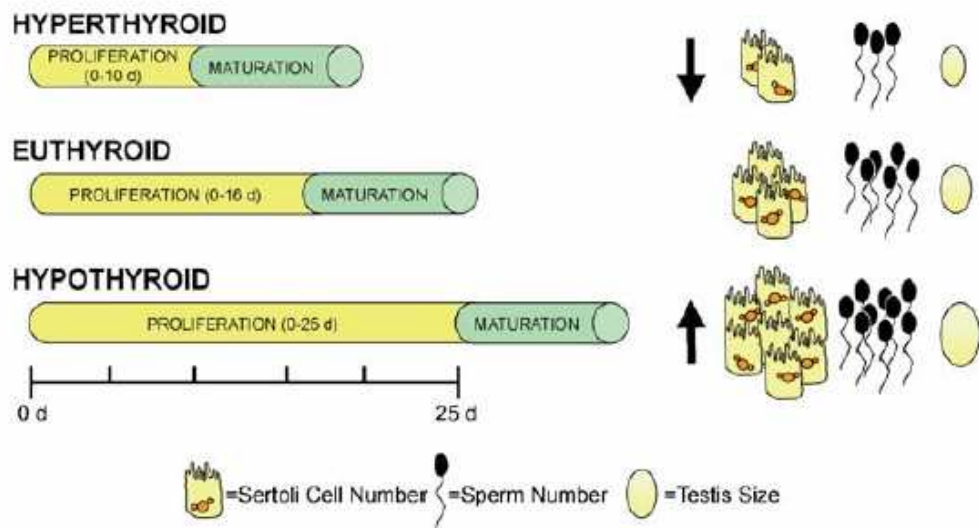 HYPERTHYROID
PROLIFERATION
(0-10 d)
MATURATION
EUTHYROID
PROLIFERATION (0-16 d)
MATURATION
HYPOTHYROID
PROLIFERATION (0-25 d)
MATURATION
0 d
25 d
=Sertoli Cell Number
=Sperm Number
=Testis Size